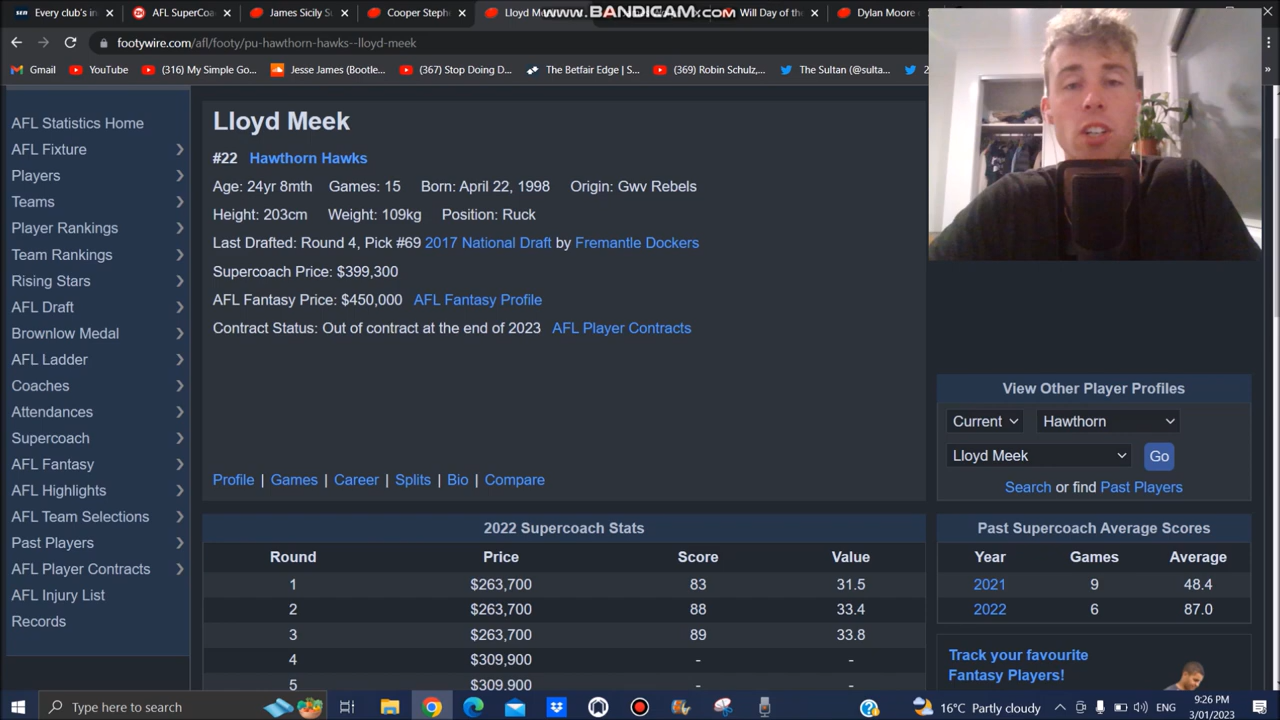 Every club's in
AFL SuperCoa
James Sicily Su
Cooper Steph
Lloyd Me
www.BANDICAM.com
Will Day of the
Dylan Moore
footywire.com/afl/footy/pu-hawthorn-hawks--lloyd-meek
Gmail
YouTube
(316) My Simple Go...
Jesse James (Bootle...
(367) Stop Doing D...
The Betfair Edge | S...
(369) Robin Schulz,...
The Sultan (@sulta...
AFL Statistics Home
AFL Fixture
Players
Teams
Player Rankings
Team Rankings
Rising Stars
AFL Draft
Brownlow Medal
AFL Ladder
Coaches
Attendances
Supercoach
AFL Fantasy
AFL Highlights
AFL Team Selections
Past Players
AFL Player Contracts
AFL Injury List
Records
Lloyd Meek
#22 Hawthorn Hawks
Age: 24yr 8mth Games: 15 Born: April 22, 1998 Origin: Gwv Rebels
Height: 203cm Weight: 109kg Position: Ruck
Last Drafted: Round 4, Pick #69 2017 National Draft by Fremantle Dockers
Supercoach Price: $399,300
AFL Fantasy Price: $450,000 AFL Fantasy Profile
Contract Status: Out of contract at the end of 2023 AFL Player Contracts
Profile | Games | Career | Splits | Bio | Compare
2022 Supercoach Stats
Round Price Score Value
1 $263,700 83 31.5
2 $263,700 88 33.4
3 $263,700 89 33.8
4 $309,900 - -
5 $309,900 - -
View Other Player Profiles
Current Hawthorn
Lloyd Meek Go
Search or find Past Players
Past Supercoach Average Scores
Year Games Average
2021 9 48.4
2022 6 87.0
Track your favourite
Fantasy Players!
Type here to search
16°C Partly cloudy
ENG
9:26 PM
3/01/2023